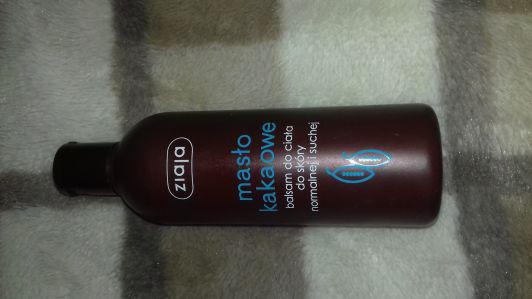 ziaja
masło
kakaowe
balsam do ciała
do skóry
normalnej i suchej